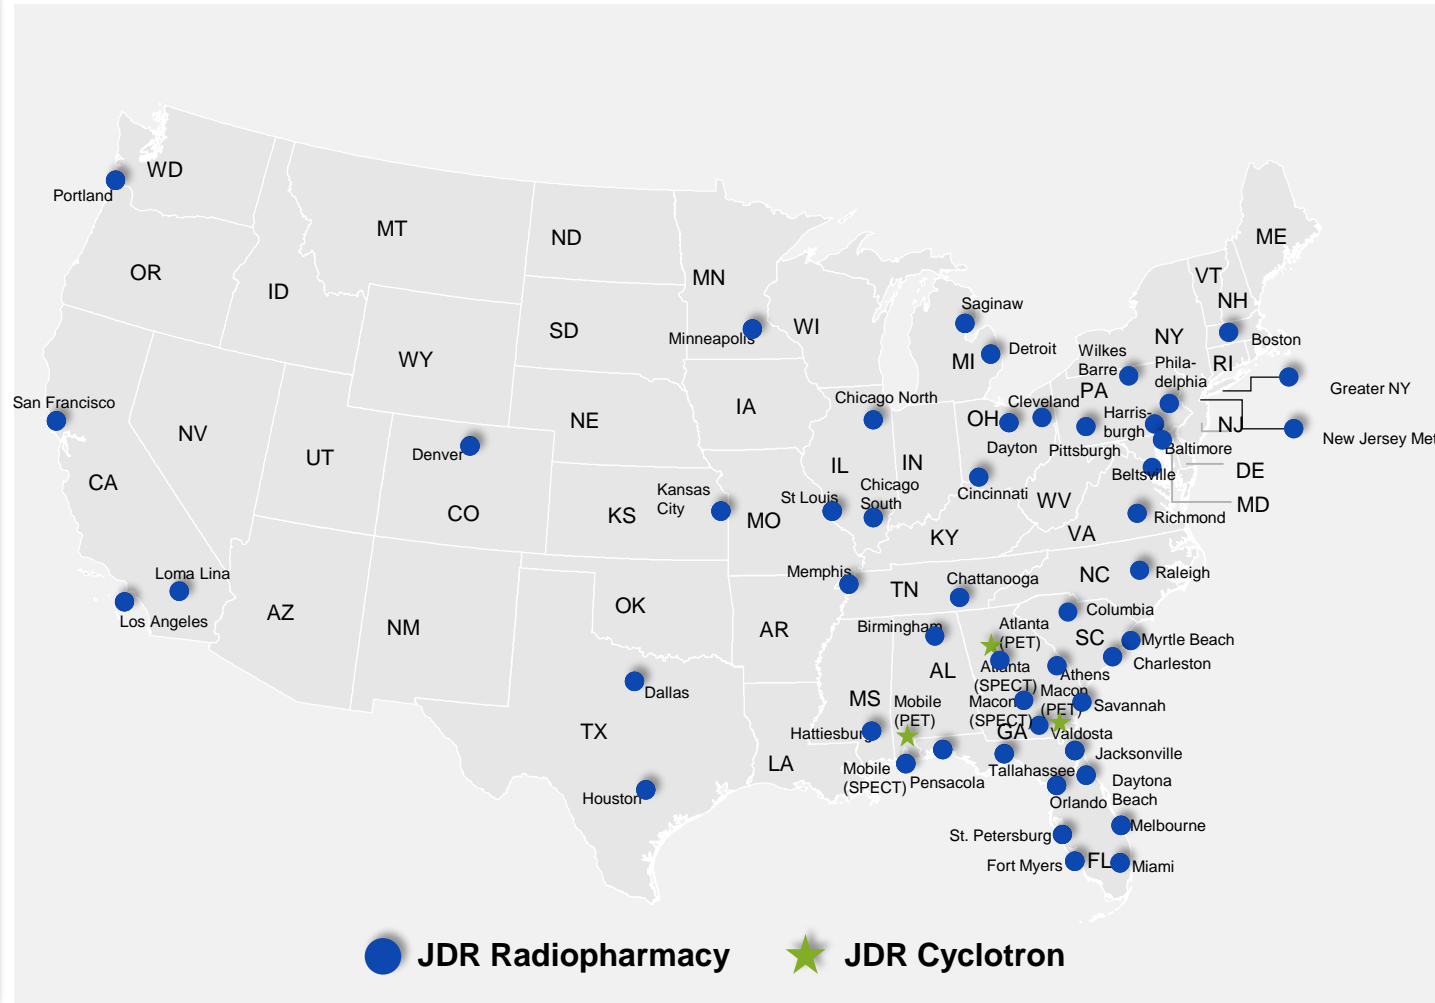 WD
Portland
MT
ND
ME
OR
ID
MN
VT
NH
SD
Saginaw
WI
NY
Boston
Minneapolis
WY
MI
Detroit
Wilkes
Barre
Phila-
delphia
RI
PA
Greater NY
San Francisco
NE
IA
Chicago North
Cleveland
OH
Harris-
burgh
NJ
New Jersey Met
NV
UT
Denver
Dayton
Pittsburgh
Baltimore
CA
IL
IN
Beltsville
DE
Kansas
City
St Louis
Chicago
South
Cincinnati
WV
MD
CO
KS
MO
KY
VA
Richmond
Loma Lina
Los Angeles
Memphis
TN
Chattanooga
NC
Raleigh
AZ
NM
OK
AR
Birmingham
Atlanta
(PET)
Columbia
SC
Myrtle Beach
Charleston
AL
Atlanta
(SPECT)
Athens
Dallas
MS
Mobile
(PET)
Macon
(SPECT)
Macon
(PET)
Savannah
TX
Hattiesburg
GA
Valdosta
LA
Mobile
(SPECT)
Pensacola
Tallahassee
Jacksonville
Houston
Orlando
Daytona
Beach
St. Petersburg
Melbourne
Fort Myers
FL
Miami
JDR Radiopharmacy
JDR Cyclotron